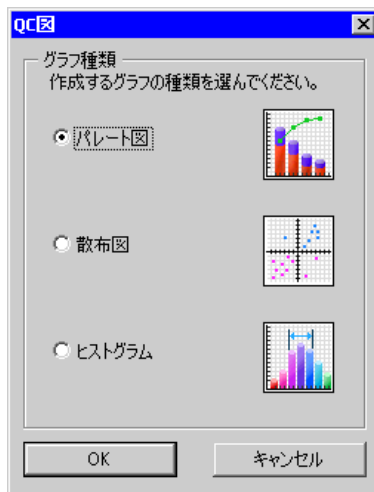 QC図
グラフ種類
作成するグラフの種類を選んでください。
パレート図
散布図
ヒストグラム
OK
キャンセル